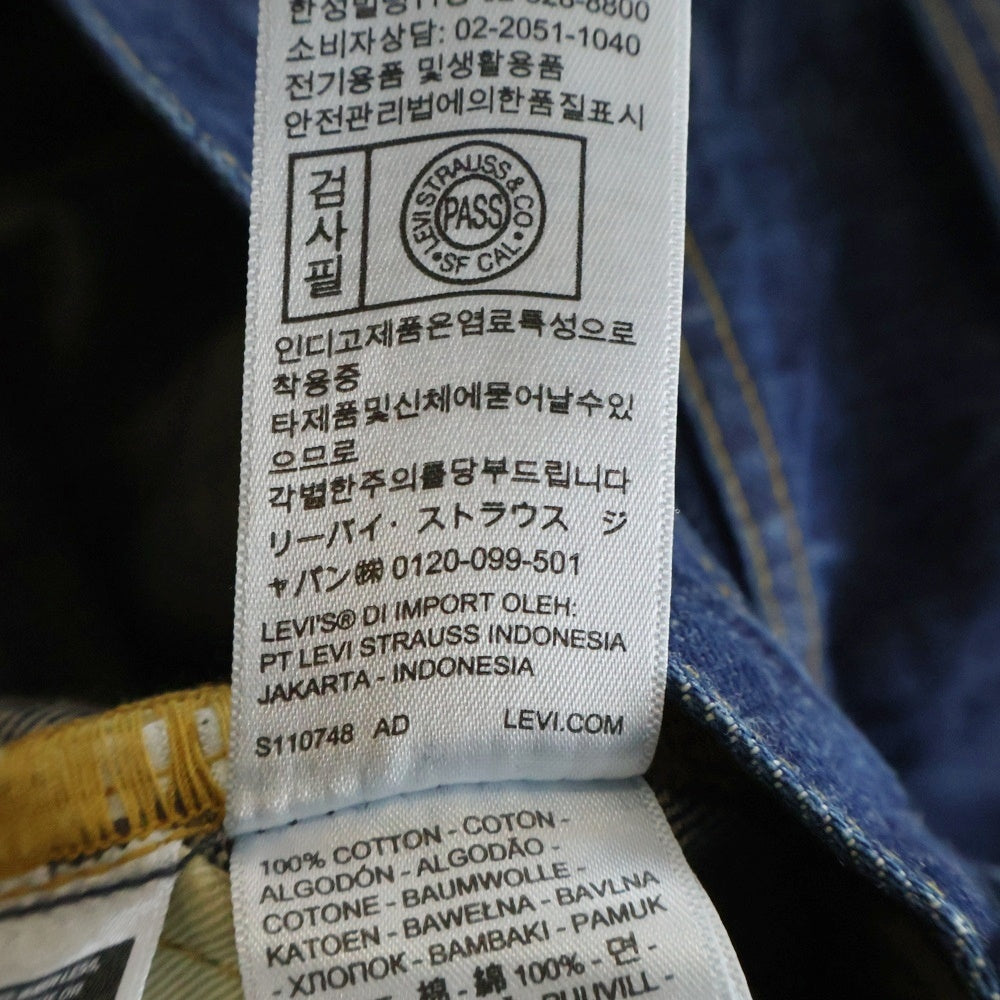 소비자상담: 02-2051-1040
전기용품 및생활용품
안전관리법에의한품질표시
검사필
LEVI STRAUSS & CO • SF CAL •
PASS
인디고제품은염료특성으로
착용중
타제품및신체에묻어날수있
으므로
각별한주의를당부드립니다
リーバイ・ストラウス ジ
ャパン㈱ 0120-099-501
LEVI'S® DI IMPORT OLEH:
PT LEVI STRAUSS INDONESIA
JAKARTA - INDONESIA
S110748 AD LEVI.COM
100% COTTON - COTON -
ALGODÓN - ALGODÃO -
COTONE - BAUMWOLLE -
KATOEN - BAWEŁNA - BAVLNA
- ХЛОПОК - BAMBAKI - PAMUK
棉 - 綿 100% - 면 -